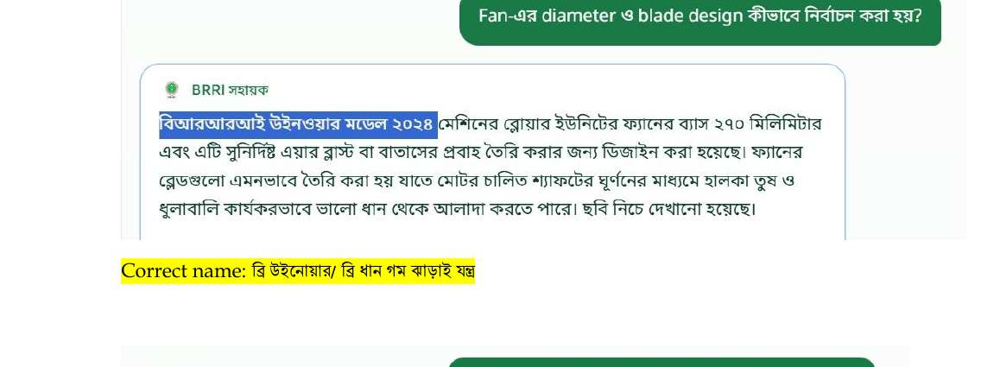 Fan-এর diameter ও blade design কীভাবে নির্বাচন করা হয়?
BRRI সহায়ক
বিআরআরআই উইনওয়ার মডেল ২০২৪ মেশিনের ব্লোয়ার ইউনিটের ফ্যানের ব্যাস ২৭০ মিলিমিটার
এবং এটি সুনির্দিষ্ট এয়ার ব্লাস্ট বা বাতাসের প্রবাহ তৈরি করার জন্য ডিজাইন করা হয়েছে। ফ্যানের
ব্লেডগুলো এমনভাবে তৈরি করা হয় যাতে মোটর চালিত শ্যাফটের ঘূর্ণনের মাধ্যমে হালকা তুষ ও
ধুলাবালি কার্যকরভাবে ভালো ধান থেকে আলাদা করতে পারে। ছবি নিচে দেখানো হয়েছে।
Correct name: ব্রি উইনোয়ার/ ব্রি ধান গম ঝাড়াই যন্ত্র